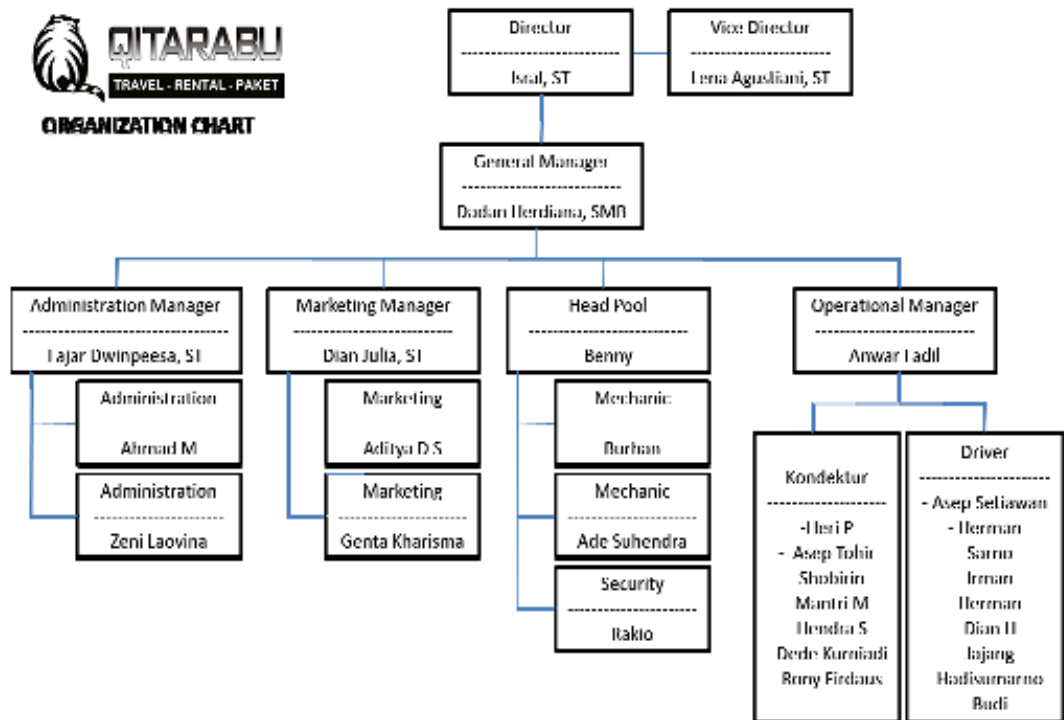 QITARABU
TRAVEL - RENTAL - PAKET
ORGANIZATION CHART
Director
Isral, ST
Vice Director
Lena Agustiani, ST
General Manager
Dadan Herdiana, SMB
Administration Manager
Fajar Dwinpeesa, ST
Administration
Ahmad M
Administration
Zeni Laovina
Marketing Manager
Dian Julia, ST
Marketing
Aditya D S
Marketing
Genta Kharisma
Head Pool
Benny
Mechanic
Burhan
Mechanic
Ade Suhendra
Security
Operational Manager
Anwar Fadil
Kondektur
-Heri P
- Asep Tohir
Shobirin
Mantri M
Hendra S
Dede Kurniadi
Rony Firdaus
Driver
- Asep Setiawan
- Herman
Sarno
Irman
Herman
Dian H
Jajang
Hadisumarno
Budi